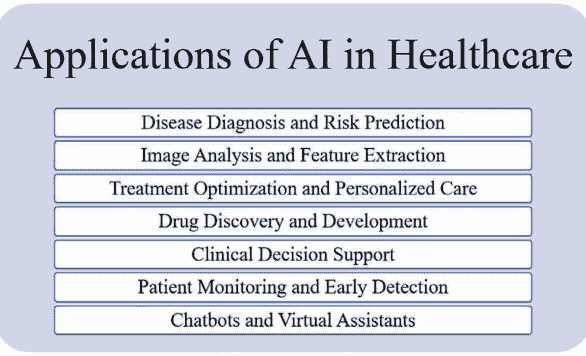 Applications of AI in Healthcare
Disease Diagnosis and Risk Prediction
Image Analysis and Feature Extraction
Treatment Optimization and Personalized Care
Drug Discovery and Development
Clinical Decision Support
Patient Monitoring and Early Detection
Chatbots and Virtual Assistants